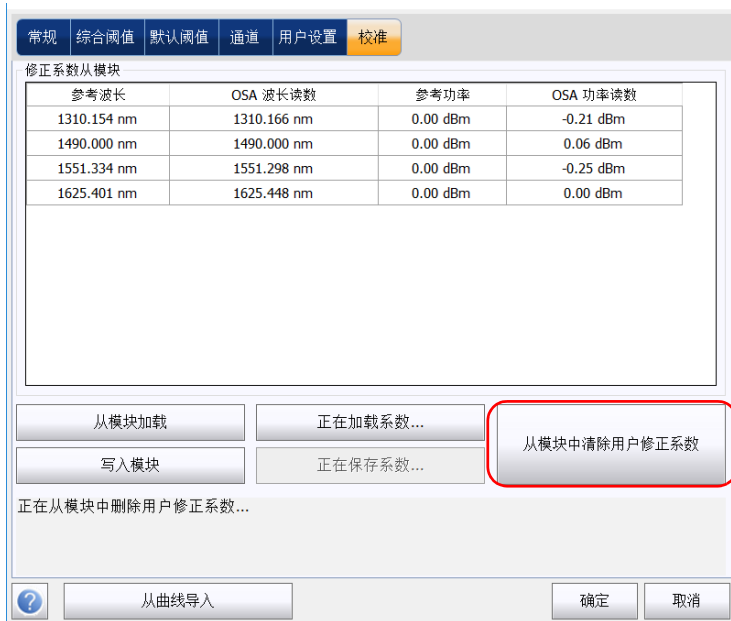 常规 综合阈值 默认阈值 通道 用户设置 校准
修正系数从模块
参考波长 OSA 波长读数 参考功率 OSA 功率读数
1310.154 nm 1310.166 nm 0.00 dBm -0.21 dBm
1490.000 nm 1490.000 nm 0.00 dBm 0.06 dBm
1551.334 nm 1551.298 nm 0.00 dBm -0.25 dBm
1625.401 nm 1625.448 nm 0.00 dBm 0.00 dBm
从模块加载 正在加载系数...
从模块中清除用户修正系数
写入模块 正在保存系数...
正在从模块中删除用户修正系数...
? 从曲线导入 确定 取消